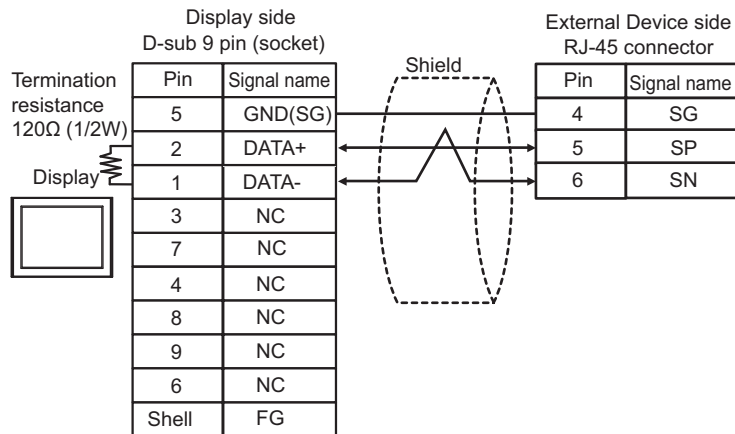 Display side
D-sub 9 pin (socket)
External Device side
RJ-45 connector
Termination
resistance
120Ω (1/2W)
Display
Shield
Pin Signal name
5 GND(SG)
2 DATA+
1 DATA-
3 NC
7 NC
4 NC
8 NC
9 NC
6 NC
Shell FG
Pin Signal name
4 SG
5 SP
6 SN